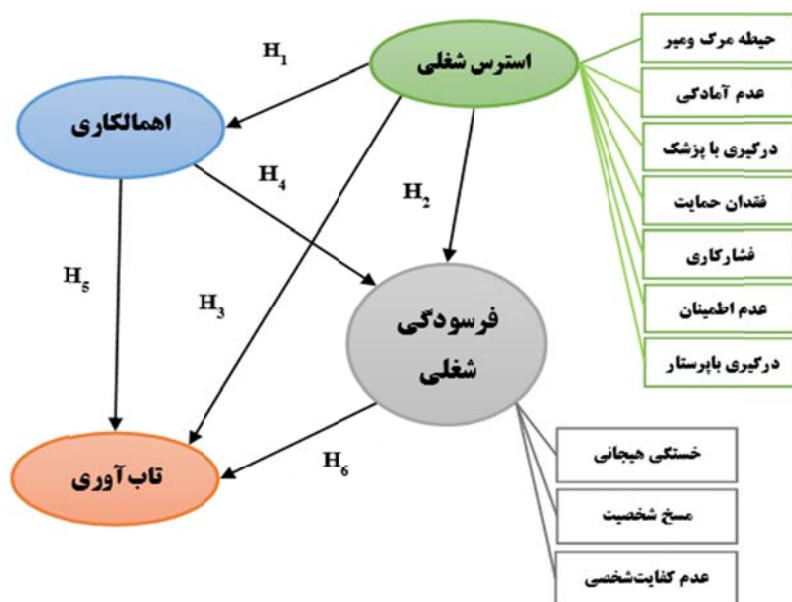 استرس شغلی
اهمالکاری
فرسودگی
شغلی
تاب آوری
H1
H2
H3
H4
H5
H6
حیطه مرگ ومیر
عدم آمادگی
درگیری با پزشک
فقدان حمایت
فشارکاری
عدم اطمینان
درگیری باپرستار
خستگی هیجانی
مسخ شخصیت
عدم کفایت‌شخصی